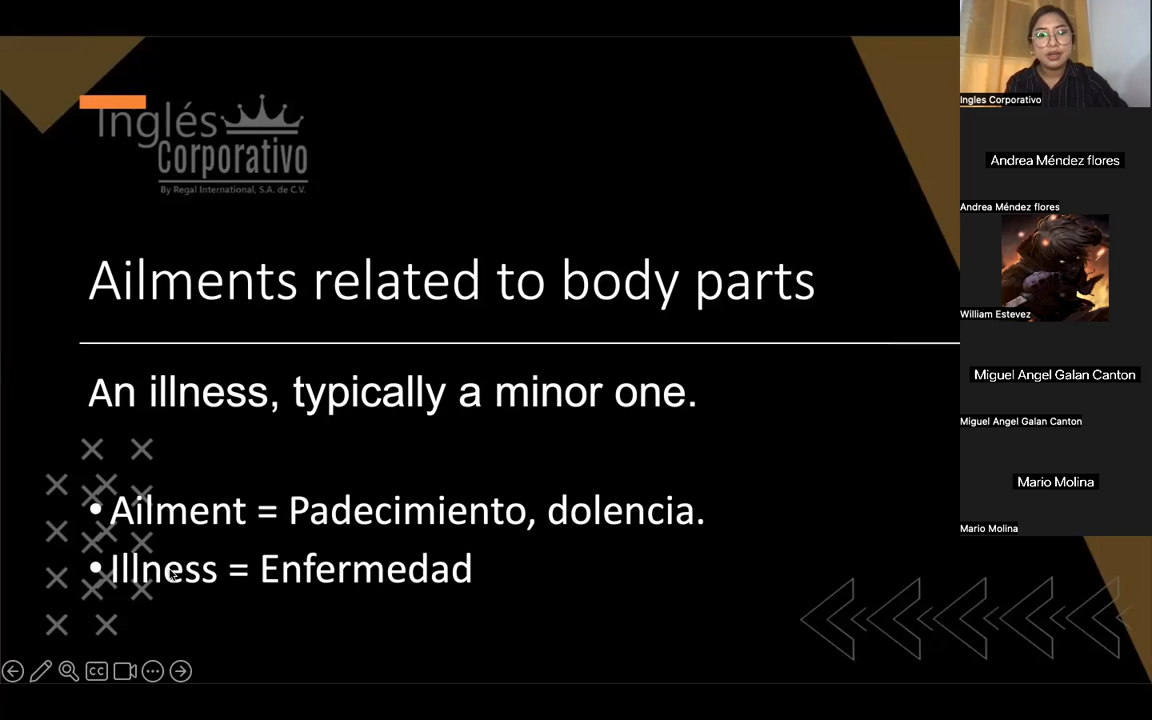 Inglés
Corporativo
By Regal International, S.A. de C.V.
Ailments related to body parts
An illness, typically a minor one.
• Ailment = Padecimiento, dolencia.
• Illness = Enfermedad
CC
Ingles Corporativo
Andrea Méndez flores
Andrea Méndez flores
William Estevez
Miguel Angel Galan Canton
Miguel Angel Galan Canton
Mario Molina
Mario Molina